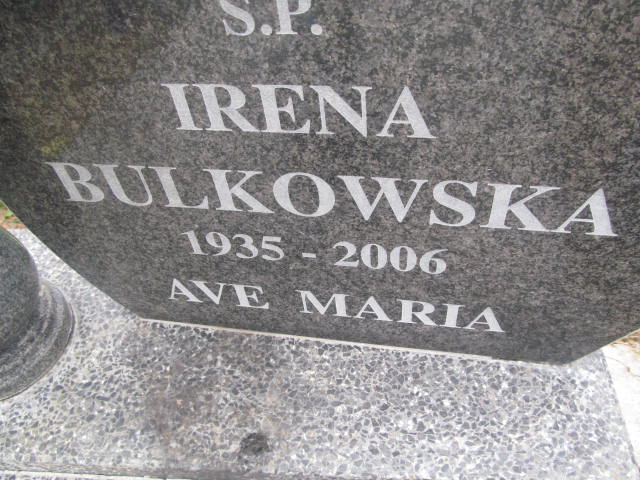 S.P.
IRENA
BULKOWSKA
1935 - 2006
AVE MARIA